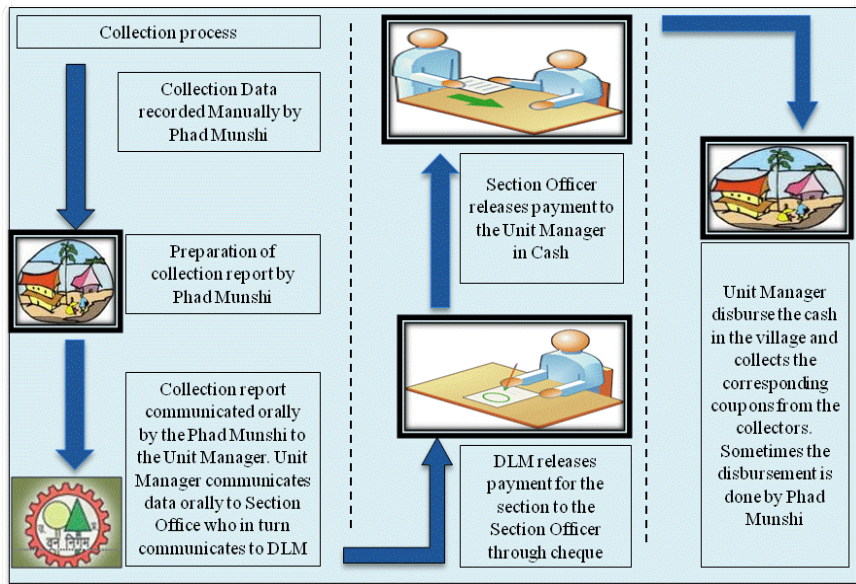 Collection process
Collection Data
recorded Manually by
Phad Munshi
Preparation of
collection report by
Phad Munshi
Collection report
communicated orally
by the Phad Munshi to
the Unit Manager. Unit
Manager communicates
data orally to Section
Office who in turn
communicates to DLM
वन निगम
DLM releases
payment for the
section to the
Section Officer
through cheque
Section Officer
releases payment to
the Unit Manager
in Cash
Unit Manager
disburse the cash
in the village and
collects the
corresponding
coupons from the
collectors.
Sometimes the
disbursement is
done by Phad
Munshi